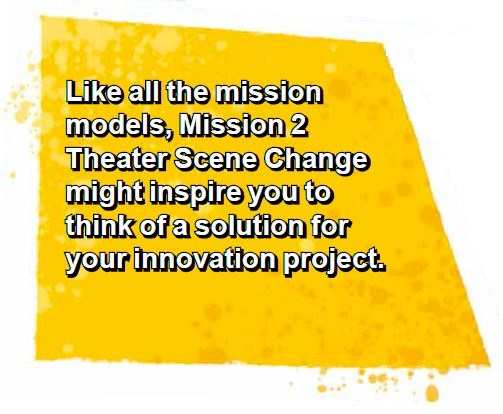 Like all the mission
models, Mission 2
Theater Scene Change
might inspire you to
think of a solution for
your innovation project.